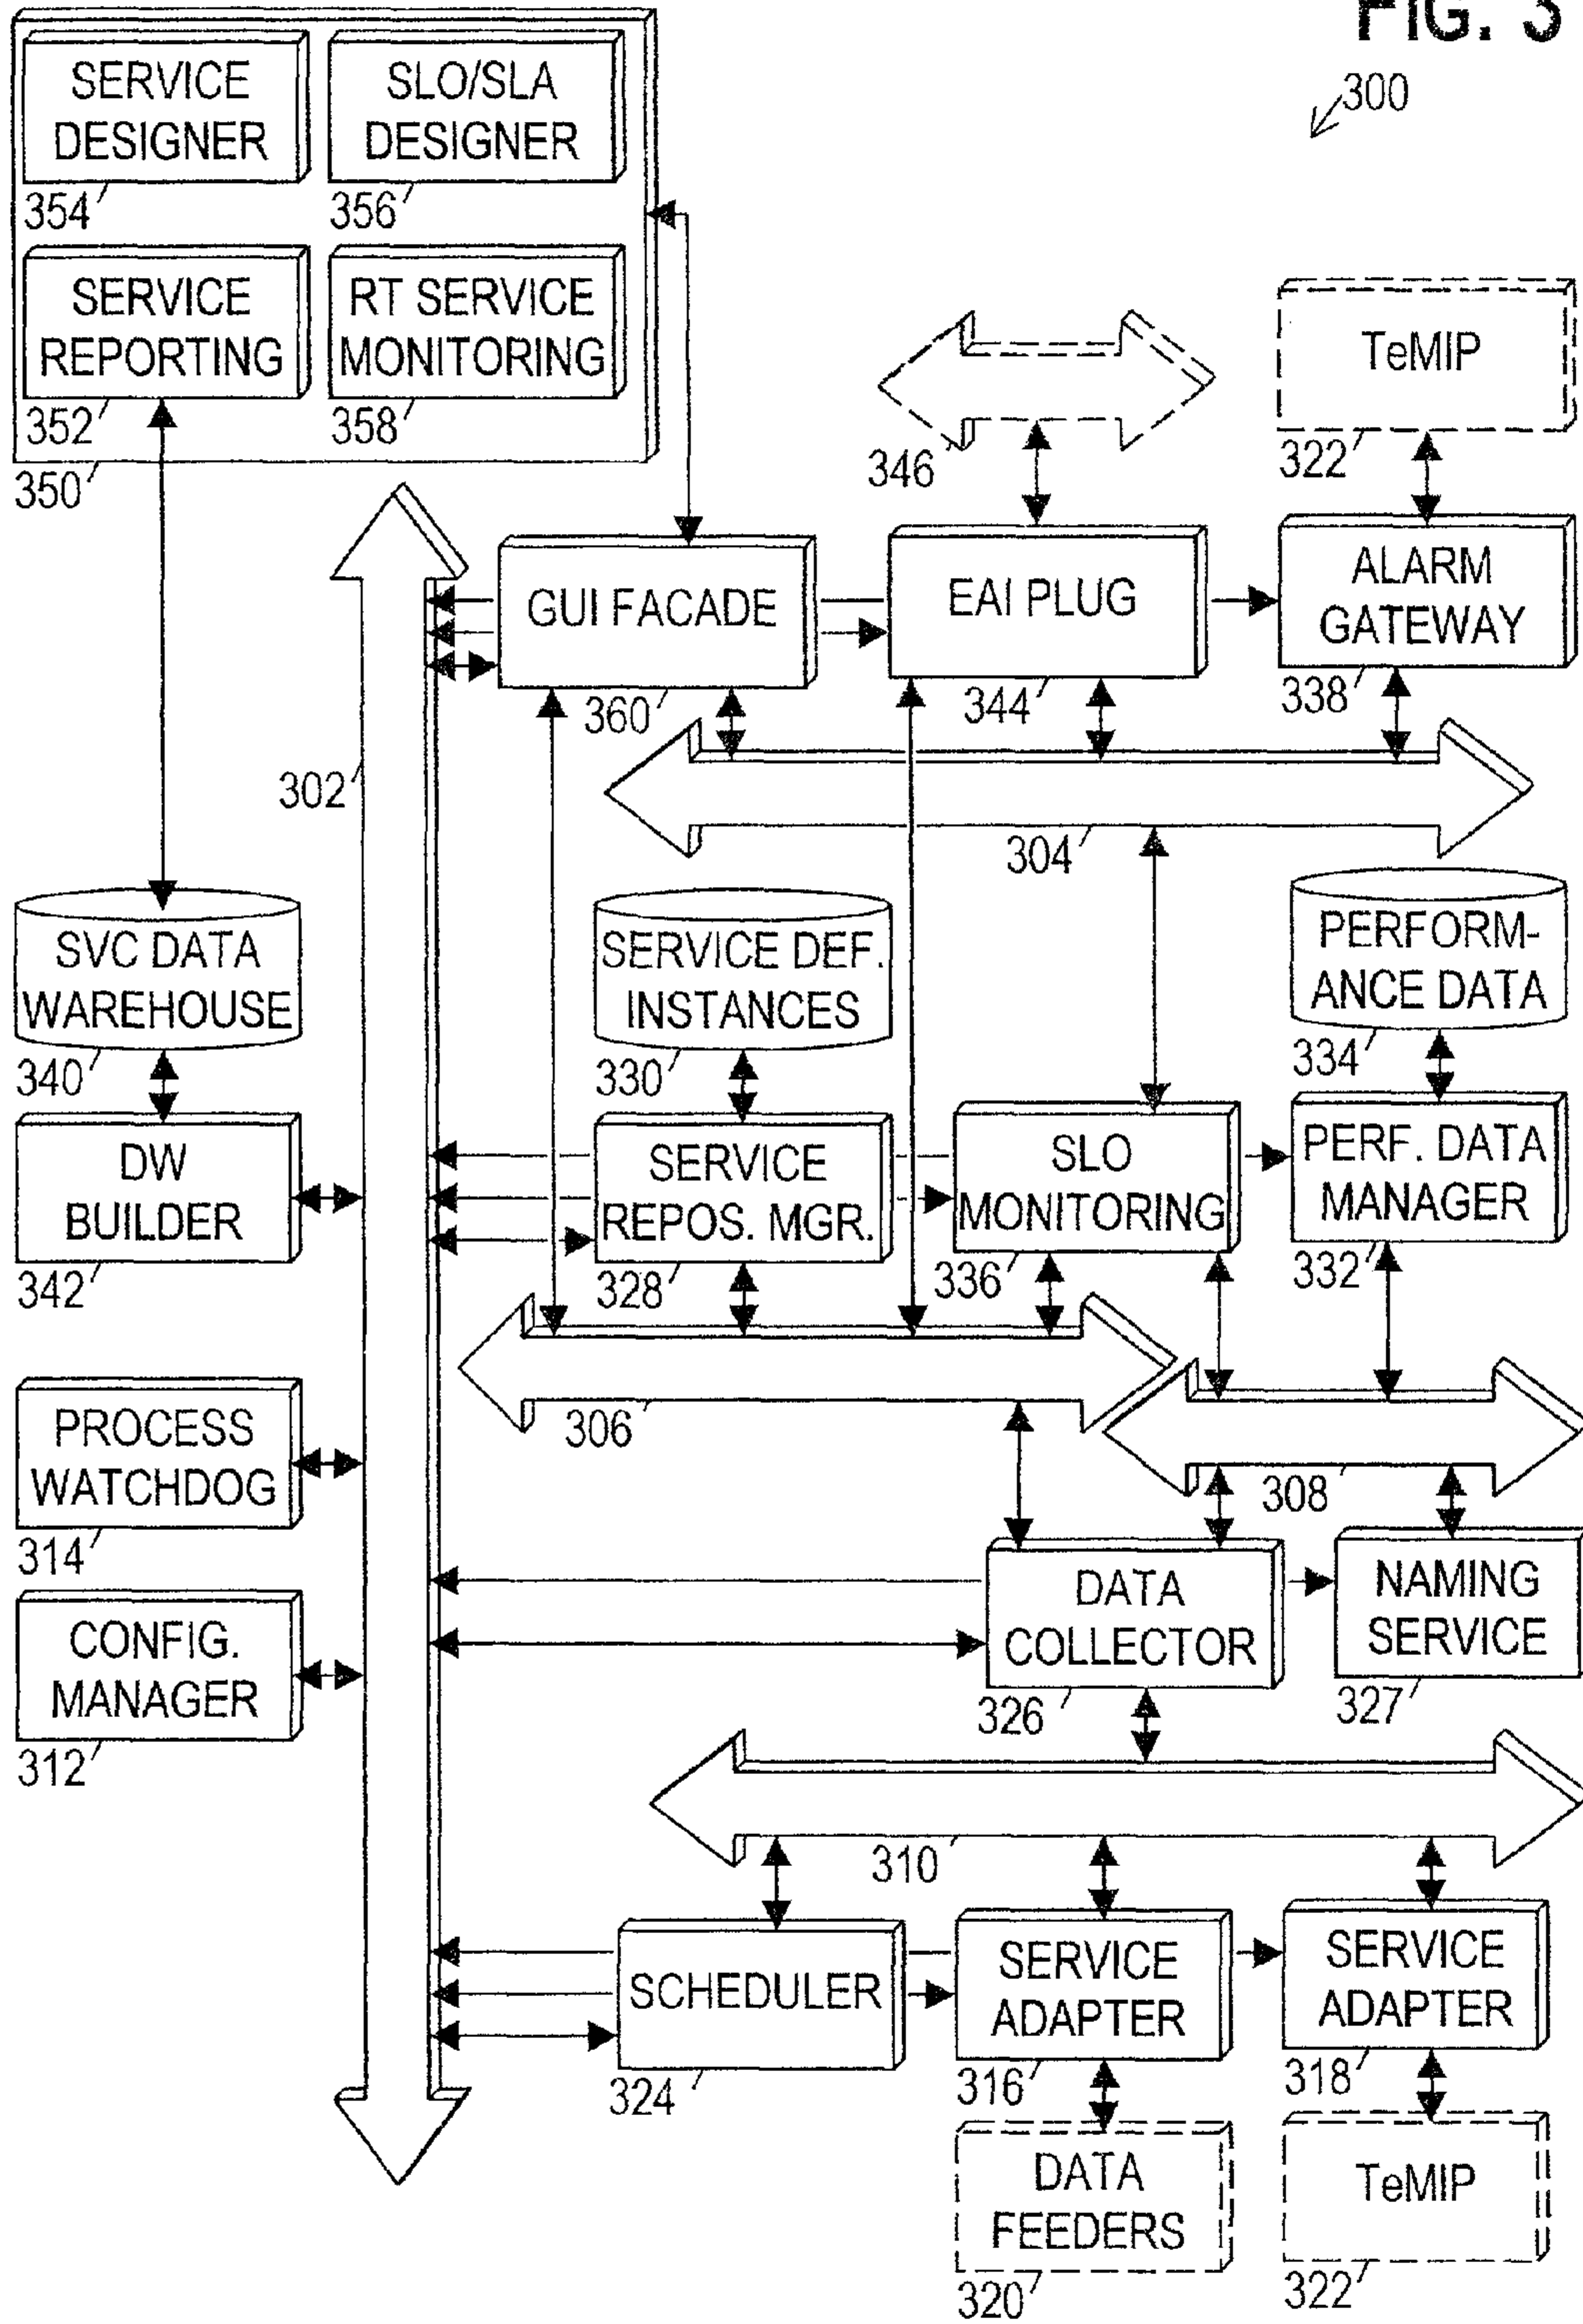 FIG. 3
300
SERVICE
DESIGNER
354
SLO/SLA
DESIGNER
356
SERVICE
REPORTING
352
RT SERVICE
MONITORING
358
350
346
TeMIP
322
GUI FACADE
360
EAI PLUG
344
ALARM
GATEWAY
338
302
304
SVC DATA
WAREHOUSE
340
SERVICE DEF.
INSTANCES
330
PERFORM-
ANCE DATA
334
DW
BUILDER
342
SERVICE
REPOS. MGR.
328
SLO
MONITORING
336
PERF. DATA
MANAGER
332
306
308
PROCESS
WATCHDOG
314
CONFIG.
MANAGER
312
DATA
COLLECTOR
326
NAMING
SERVICE
327
310
SCHEDULER
324
SERVICE
ADAPTER
316
SERVICE
ADAPTER
318
DATA
FEEDERS
320
TeMIP
322